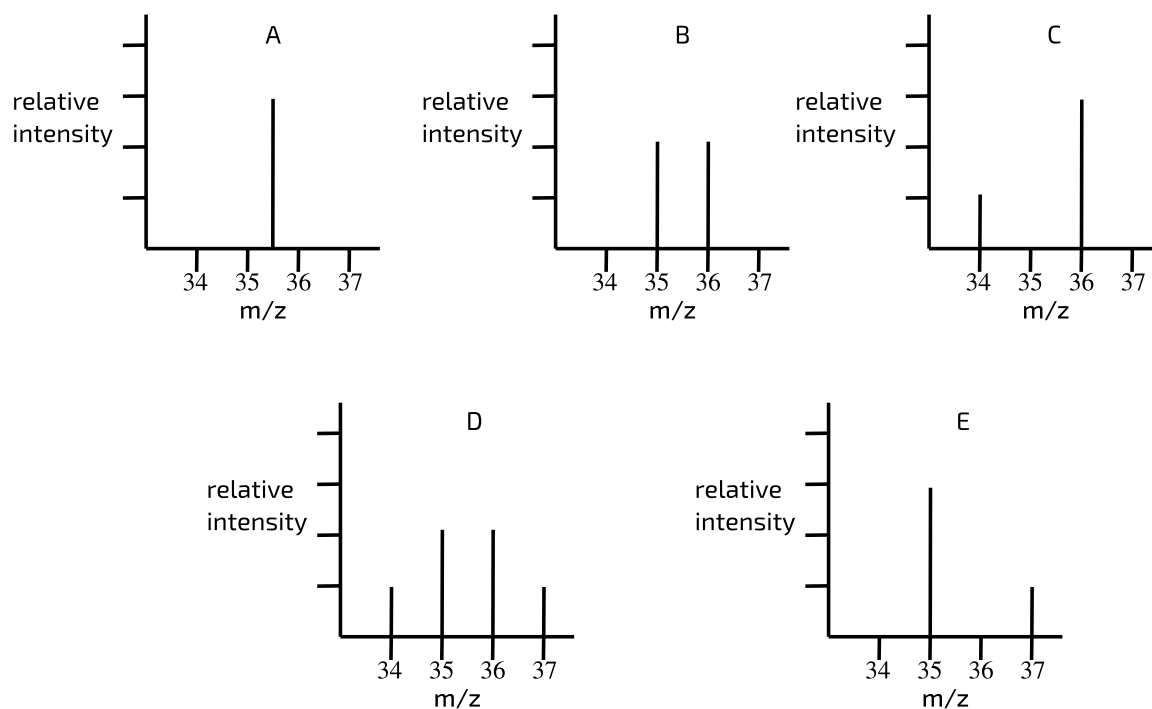 A
relative
intensity
34 35 36 37
m/z
B
relative
intensity
34 35 36 37
m/z
C
relative
intensity
34 35 36 37
m/z
D
relative
intensity
34 35 36 37
m/z
E
relative
intensity
34 35 36 37
m/z